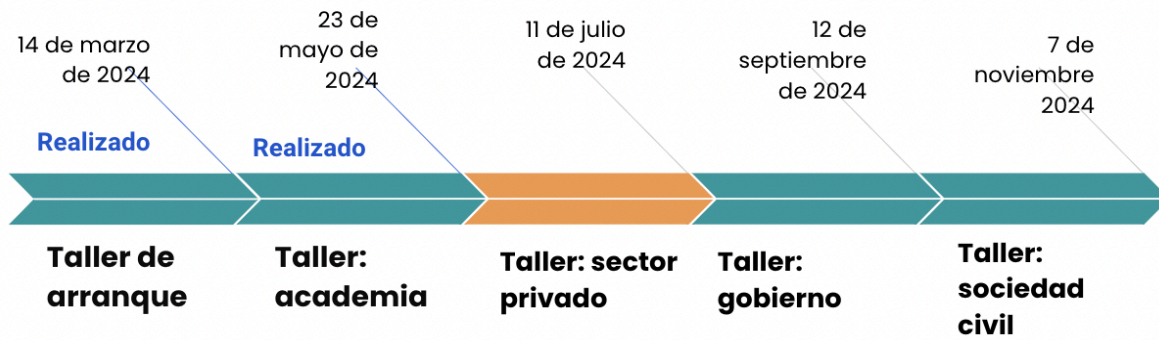 14 de marzo
de 2024
23 de
mayo de
2024
11 de julio
de 2024
12 de
septiembre
de 2024
7 de
noviembre
2024
Realizado
Realizado
Taller de
arranque
Taller:
academia
Taller: sector
privado
Taller:
gobierno
Taller:
sociedad
civil